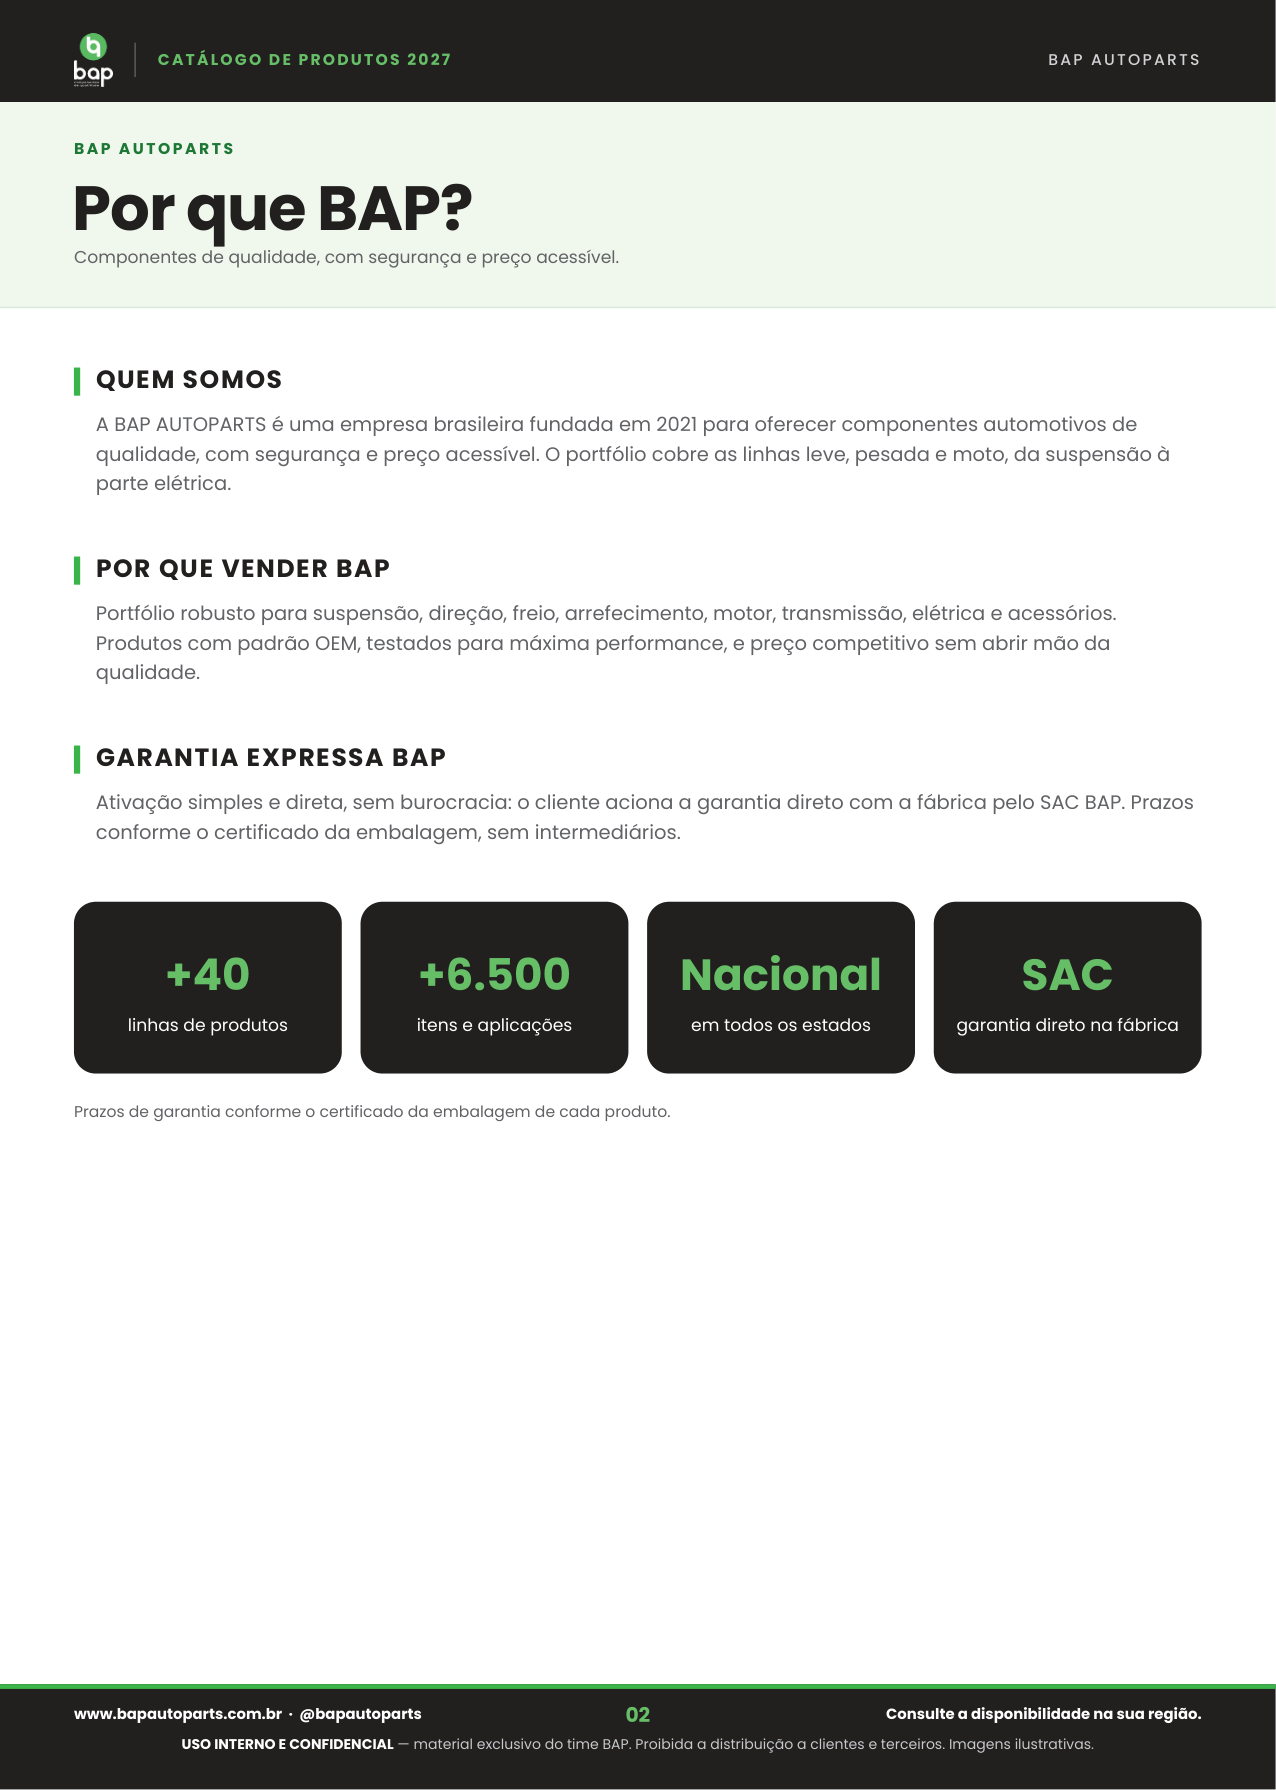 bap
CATÁLOGO DE PRODUTOS 2027
BAP AUTOPARTS
BAP AUTOPARTS
Por que BAP?
Componentes de qualidade, com segurança e preço acessível.
QUEM SOMOS
A BAP AUTOPARTS é uma empresa brasileira fundada em 2021 para oferecer componentes automotivos de
qualidade, com segurança e preço acessível. O portfólio cobre as linhas leve, pesada e moto, da suspensão à
parte elétrica.
POR QUE VENDER BAP
Portfólio robusto para suspensão, direção, freio, arrefecimento, motor, transmissão, elétrica e acessórios.
Produtos com padrão OEM, testados para máxima performance, e preço competitivo sem abrir mão da
qualidade.
GARANTIA EXPRESSA BAP
Ativação simples e direta, sem burocracia: o cliente aciona a garantia direto com a fábrica pelo SAC BAP. Prazos
conforme o certificado da embalagem, sem intermediários.
+40
linhas de produtos
+6.500
itens e aplicações
Nacional
em todos os estados
SAC
garantia direto na fábrica
Prazos de garantia conforme o certificado da embalagem de cada produto.
www.bapautoparts.com.br · @bapautoparts
02
Consulte a disponibilidade na sua região.
USO INTERNO E CONFIDENCIAL — material exclusivo do time BAP. Proibida a distribuição a clientes e terceiros. Imagens ilustrativas.